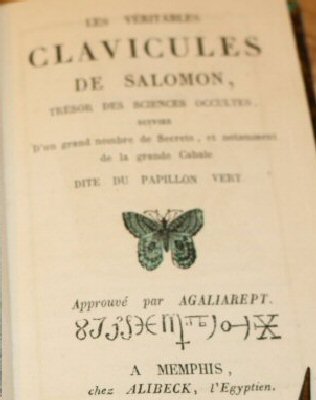 LES VÉRITABLES
CLAVICULES
DE SALOMON,
TRÉSOR DES SCIENCES OCCULTES,
SUIVIES
D'un grand nombre de Secrets, et notamment
de la grande Cabale
DITE DU PAPILLON VERT
Approuvé par AGALIAREPT.
A MEMPHIS,
chez ALIBECK, l'Egyptien.